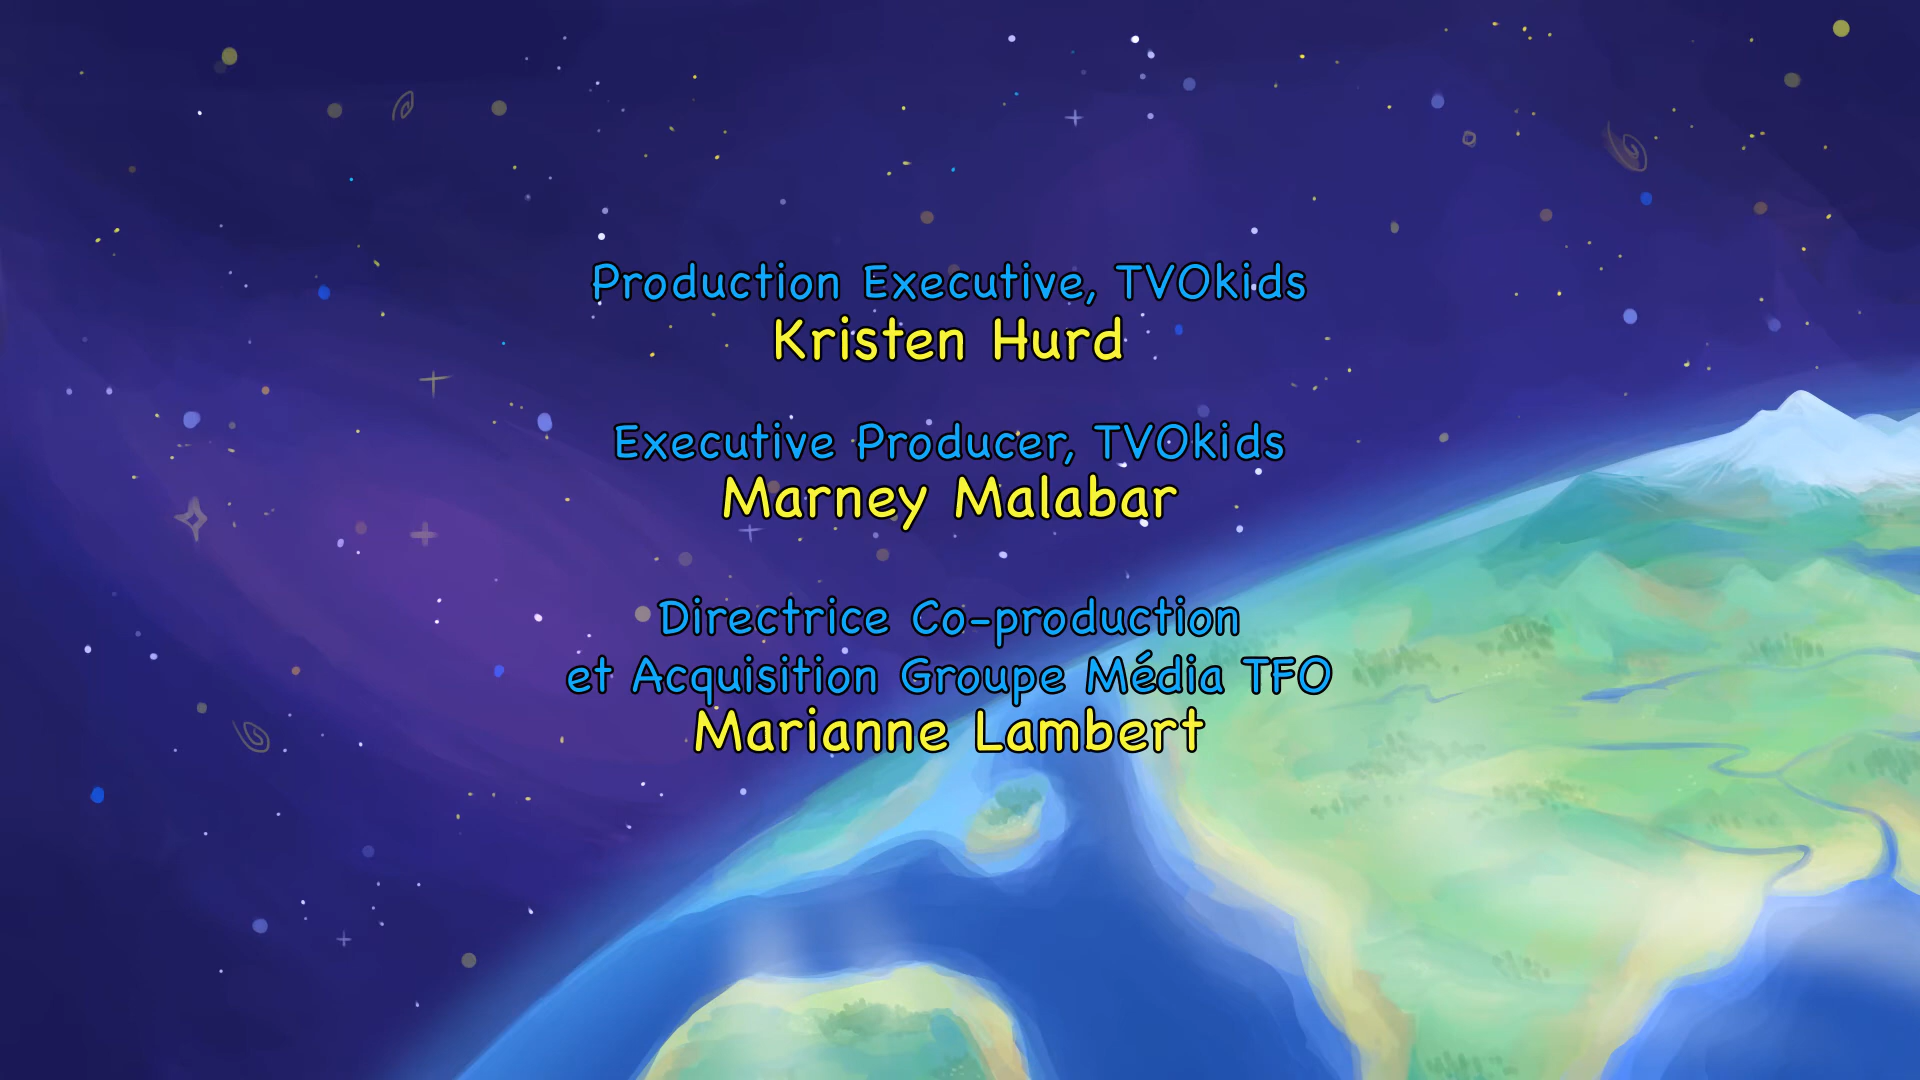 Production Executive, TVOkids
Kristen Hurd
Executive Producer, TVOkids
Marney Malabar
Directrice Co-production
et Acquisition Groupe Média TFO
Marianne Lambert